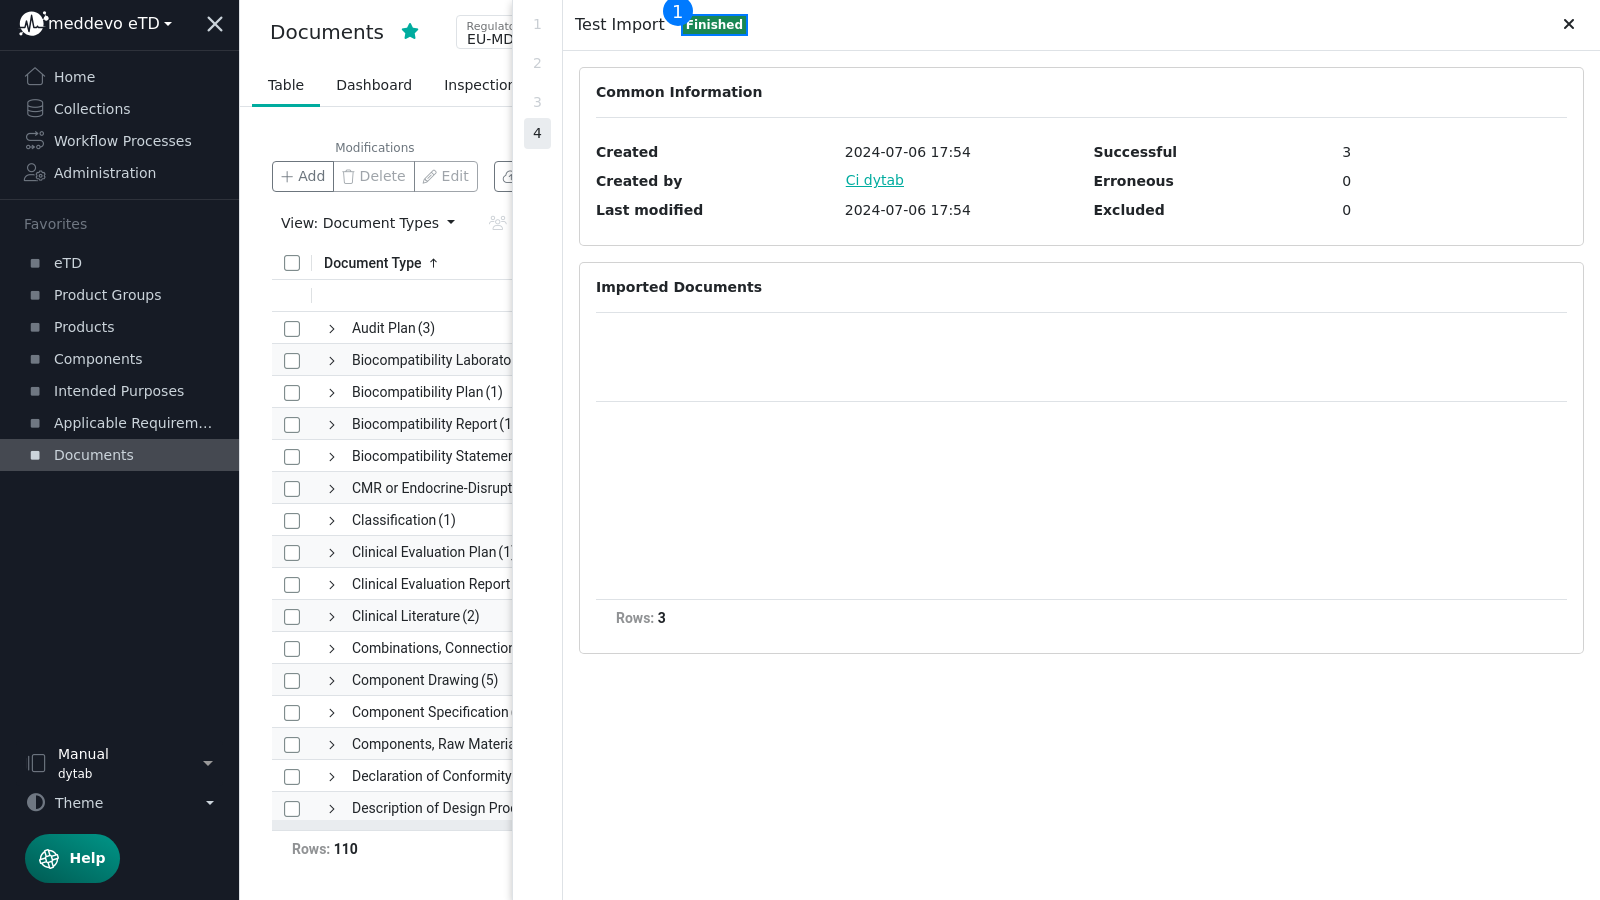 meddevo eTD
Home
Collections
Workflow Processes
Administration
Favorites
eTD
Product Groups
Products
Components
Intended Purposes
Applicable Requirem...
Documents
Manual
dytab
Theme
Help
Documents
Regulato
EU-MD
Table
Dashboard
Inspection
Modifications
Add
Delete
Edit
View: Document Types
Document Type
Audit Plan (3)
Biocompatibility Laborato
Biocompatibility Plan (1)
Biocompatibility Report (1
Biocompatibility Statemen
CMR or Endocrine-Disrupt
Classification (1)
Clinical Evaluation Plan (1)
Clinical Evaluation Report
Clinical Literature (2)
Combinations, Connection
Component Drawing (5)
Component Specification
Components, Raw Materia
Declaration of Conformity
Description of Design Proc
Rows: 110
1
2
3
4
Test Import
1
Finished
Common Information
Created 2024-07-06 17:54 Successful 3
Created by Ci dytab Erroneous 0
Last modified 2024-07-06 17:54 Excluded 0
Imported Documents
Rows: 3